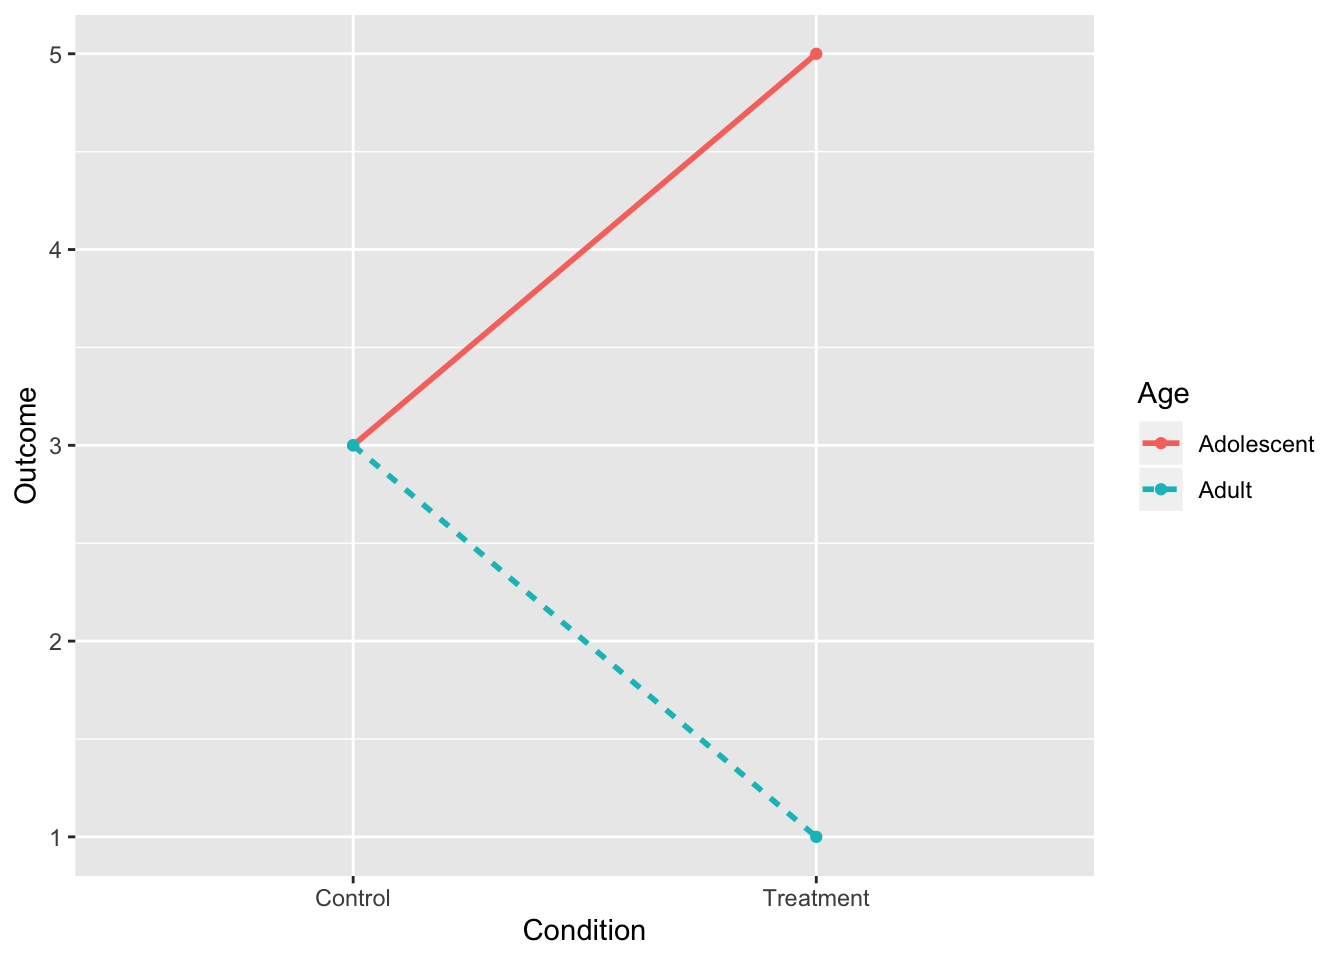 5
4
3
2
1
Outcome
Control
Treatment
Condition
Age
Adolescent
Adult